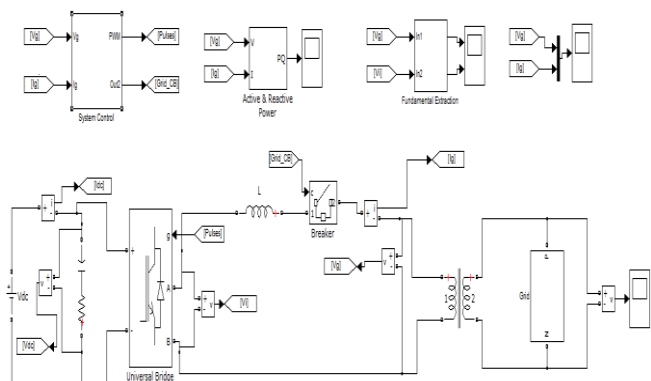 [Vg]
Vg
PWM
[Pulses]
[Ig]
Ig
Out2
[Grid_CB]
System Control
[Vg]
V
PQ
[Ig]
I
Active & Reactive
Power
[Vg]
In1
[Vi]
In2
Fundamental Extraction
[Vg]
[Ig]
[Grid_CB]
[Ig]
[Idc]
+
i
-
L
c
1
Breaker
+
i
-
g
[Pulses]
+
[Vg]
v
+
-
Vdc
v
+
-
A
+
v
-
[Vi]
1
2
Grid
P
N
+
v
-
[Vdc]
-
B
Universal Bridge